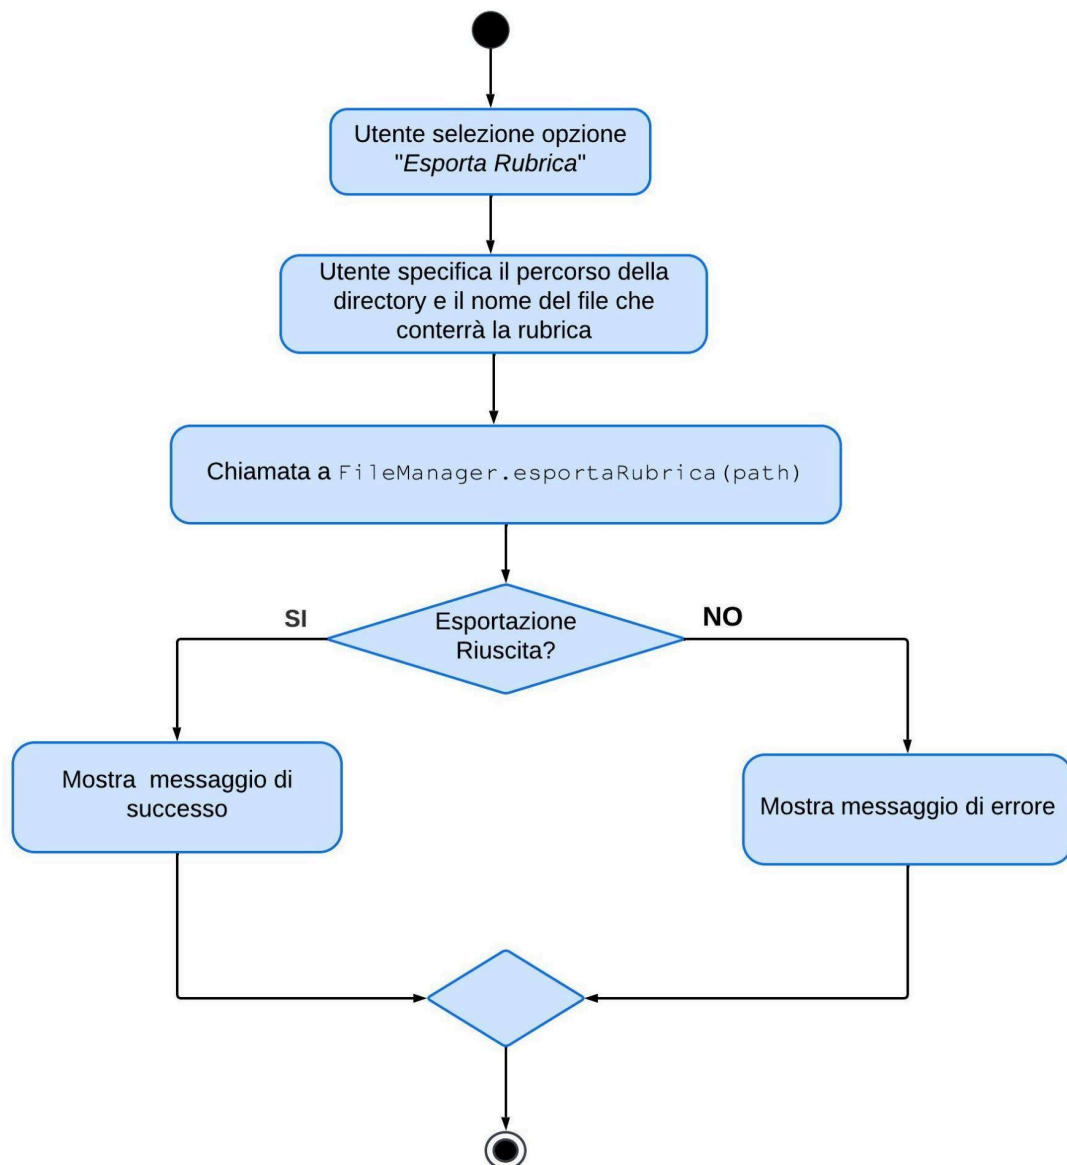 Utente selezione opzione
"Esporta Rubrica"
Utente specifica il percorso della
directory e il nome del file che
conterrà la rubrica
Chiamata a FileManager.esportaRubrica(path)
Esportazione
Riuscita?
SI
NO
Mostra  messaggio di
successo
Mostra messaggio di errore